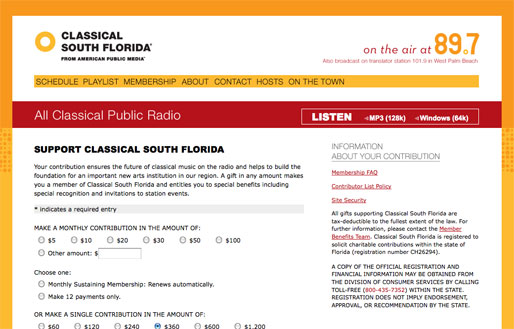 CLASSICAL
SOUTH FLORIDA
FROM AMERICAN PUBLIC MEDIA
on the air at 89.7
Also broadcast on translator station 101.9 in West Palm Beach
SCHEDULE PLAYLIST MEMBERSHIP ABOUT CONTACT HOSTS ON THE TOWN
All Classical Public Radio
LISTEN MP3 (128k) Windows (64k)
SUPPORT CLASSICAL SOUTH FLORIDA
Your contribution ensures the future of classical music on the radio and helps to build the
foundation for an important new arts institution in our region. A gift in any amount makes
you a member of Classical South Florida and entitles you to special benefits including
special recognition and invitations to station events.
* indicates a required entry
MAKE A MONTHLY CONTRIBUTION IN THE AMOUNT OF:
$5 $10 $20 $30 $50 $100
Other amount: $
Choose one:
Monthly Sustaining Membership: Renews automatically.
Make 12 payments only.
OR MAKE A SINGLE CONTRIBUTION IN THE AMOUNT OF:
$60 $120 $240 $360 $600 $1,200
INFORMATION
ABOUT YOUR CONTRIBUTION
Membership FAQ
Contributor List Policy
Site Security
All gifts supporting Classical South Florida are
tax-deductible to the fullest extent of the law. For
further information, please contact the Member
Benefits Team. Classical South Florida is registered to
solicit charitable contributions within the state of
Florida (registration number CH26294).
A COPY OF THE OFFICIAL REGISTRATION AND
FINANCIAL INFORMATION MAY BE OBTAINED FROM
THE DIVISION OF CONSUMER SERVICES BY CALLING
TOLL-FREE (800-435-7352) WITHIN THE STATE.
REGISTRATION DOES NOT IMPLY ENDORSEMENT,
APPROVAL, OR RECOMMENDATION BY THE STATE.